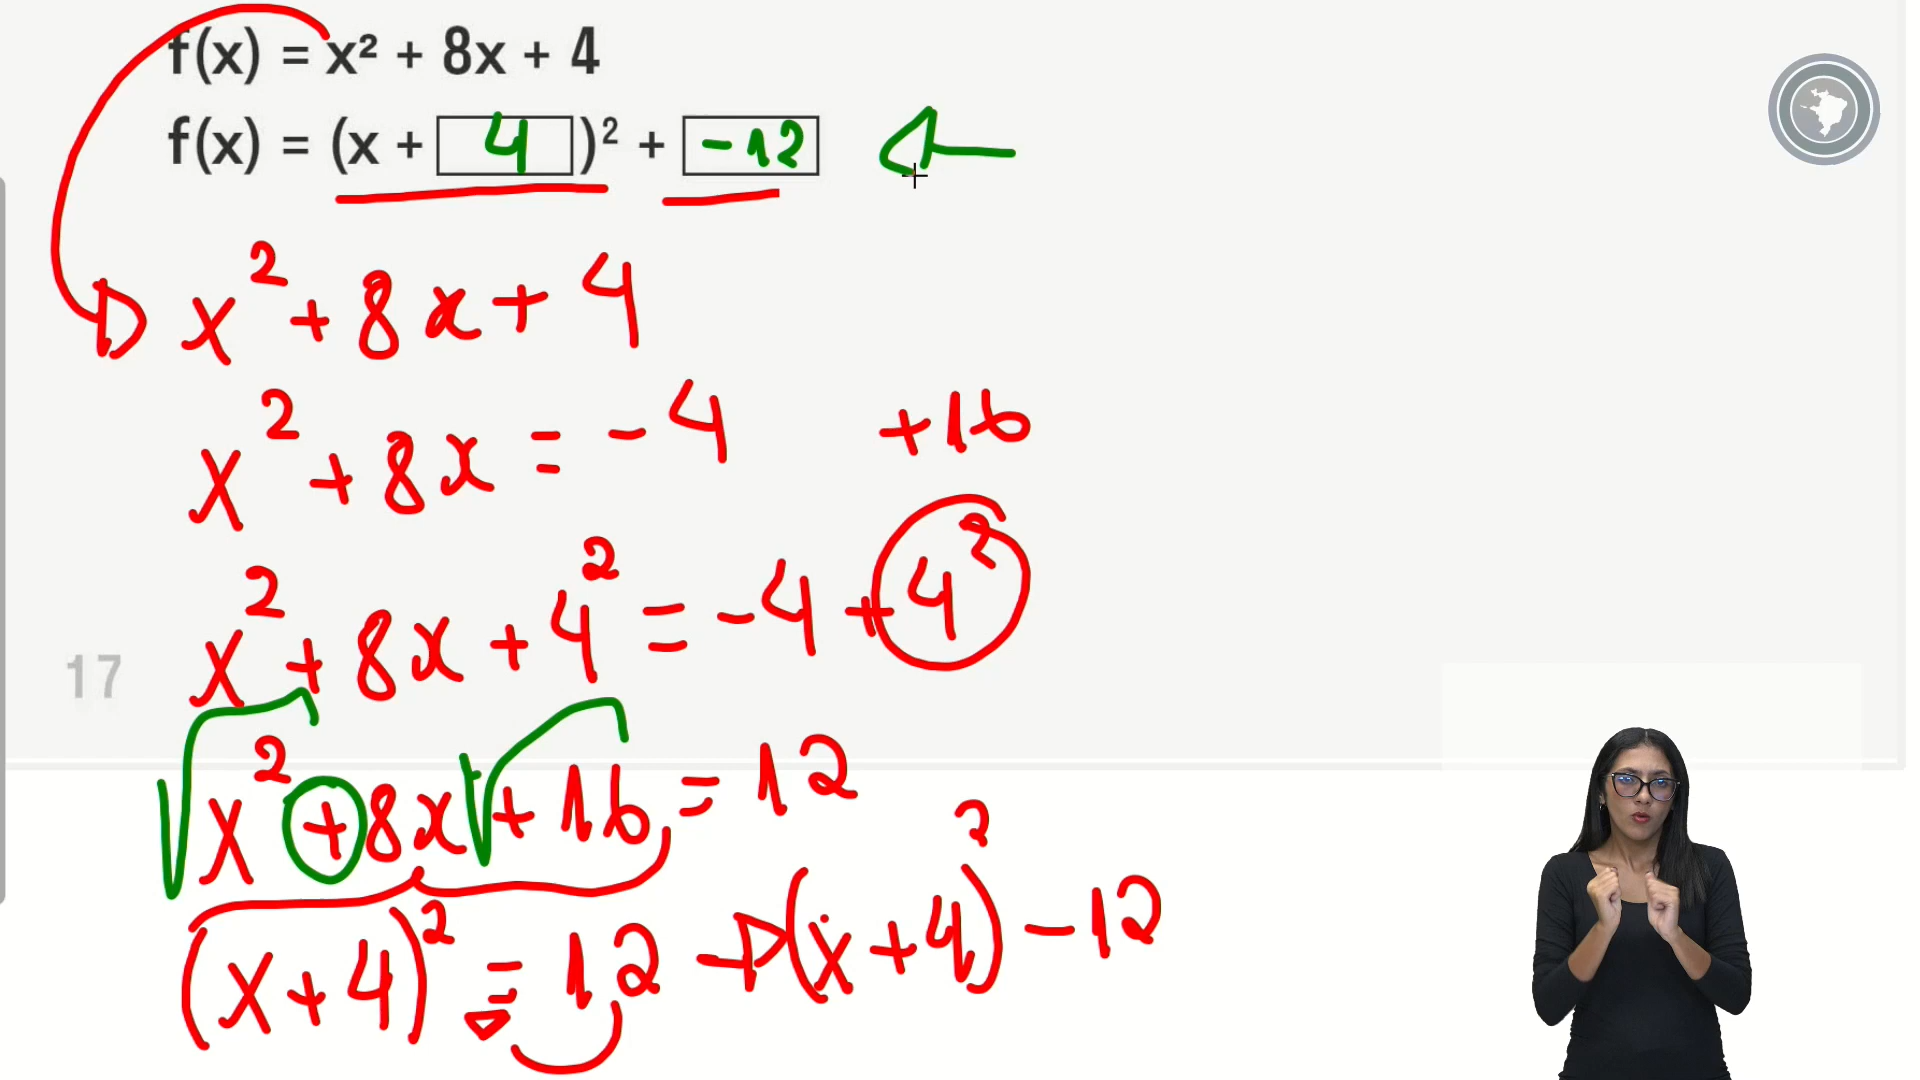 f(x) = x² + 8x + 4
f(x) = (x + 4)² + -12
x² + 8x + 4
x² + 8x = -4 +16
x² + 8x + 4² = -4 + 4²
17
x² + 8x + 16 = 12
(x + 4)² = 12 → (x + 4)² - 12